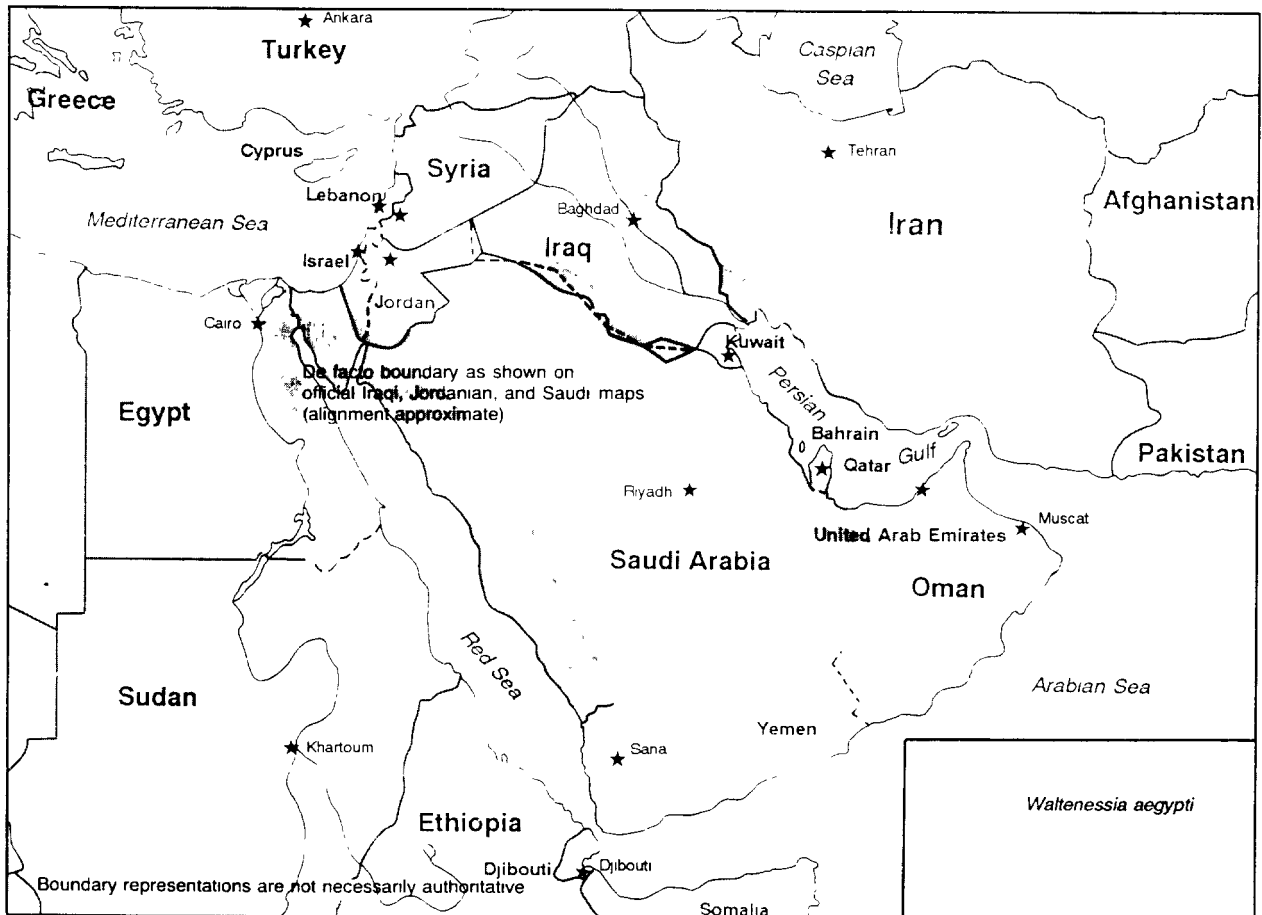 Ankara
Turkey
Caspian
Sea
Greece
Cyprus
Syria
Tehran
Lebanon
Afghanistan
Mediterranean Sea
Baghdad
Iran
Iraq
Israel
Jordan
Cairo
Kuwait
De facto boundary as shown on
official Iraqi, Jordanian, and Saudi maps
(alignment approximate)
Egypt
Persian
Gulf
Bahrain
Qatar
Pakistan
Riyadh
Muscat
United Arab Emirates
Saudi Arabia
Oman
Red Sea
Arabian Sea
Sudan
Yemen
Khartoum
Sana
Waltenessia aegypti
Ethiopia
Djibouti
Djibouti
Boundary representations are not necessarily authoritative
Somalia